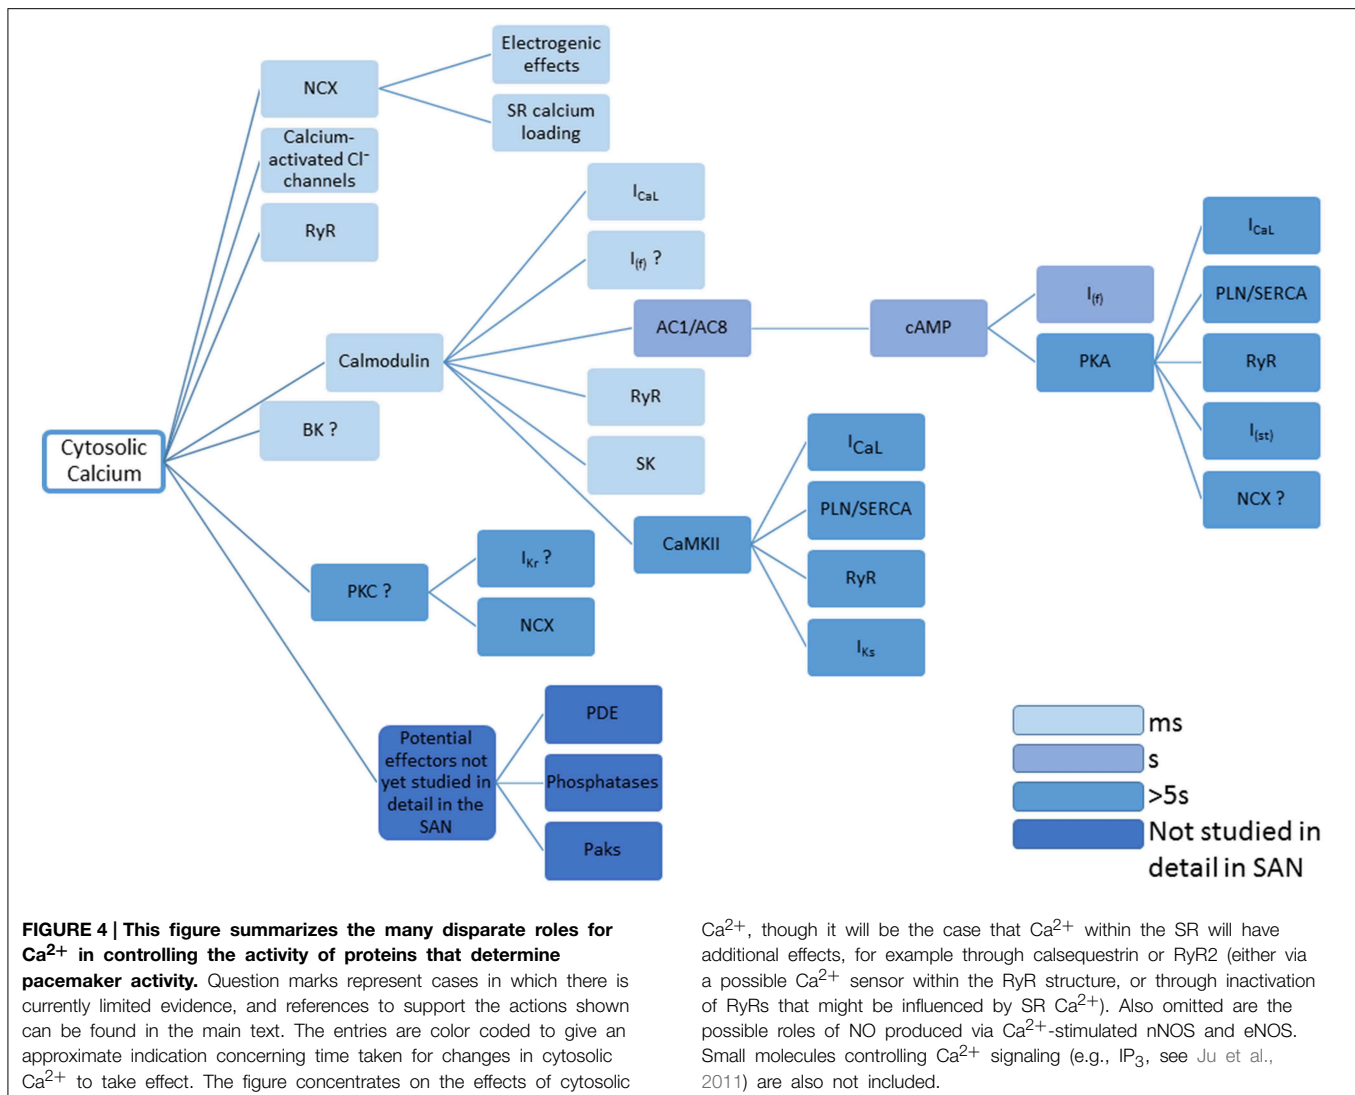 Electrogenic
effects
NCX
SR calcium
loading
Calcium-
activated Cl⁻
channels
RyR
I_CaL
I_(f) ?
AC1/AC8
Calmodulin
RyR
SK
BK ?
Cytosolic
Calcium
cAMP
I_(f)
PKA
I_CaL
PLN/SERCA
RyR
I_(st)
NCX ?
I_CaL
PLN/SERCA
CaMKII
RyR
I_Ks
I_Kr ?
PKC ?
NCX
PDE
Potential
effectors not
yet studied in
detail in the
SAN
Phosphatases
Paks
ms
s
>5s
Not studied in
detail in SAN
FIGURE 4 | This figure summarizes the many disparate roles for
Ca²⁺ in controlling the activity of proteins that determine
pacemaker activity. Question marks represent cases in which there is
currently limited evidence, and references to support the actions shown
can be found in the main text. The entries are color coded to give an
approximate indication concerning time taken for changes in cytosolic
Ca²⁺ to take effect. The figure concentrates on the effects of cytosolic
Ca²⁺, though it will be the case that Ca²⁺ within the SR will have
additional effects, for example through calsequestrin or RyR2 (either via
a possible Ca²⁺ sensor within the RyR structure, or through inactivation
of RyRs that might be influenced by SR Ca²⁺). Also omitted are the
possible roles of NO produced via Ca²⁺-stimulated nNOS and eNOS.
Small molecules controlling Ca²⁺ signaling (e.g., IP₃, see Ju et al.,
2011) are also not included.